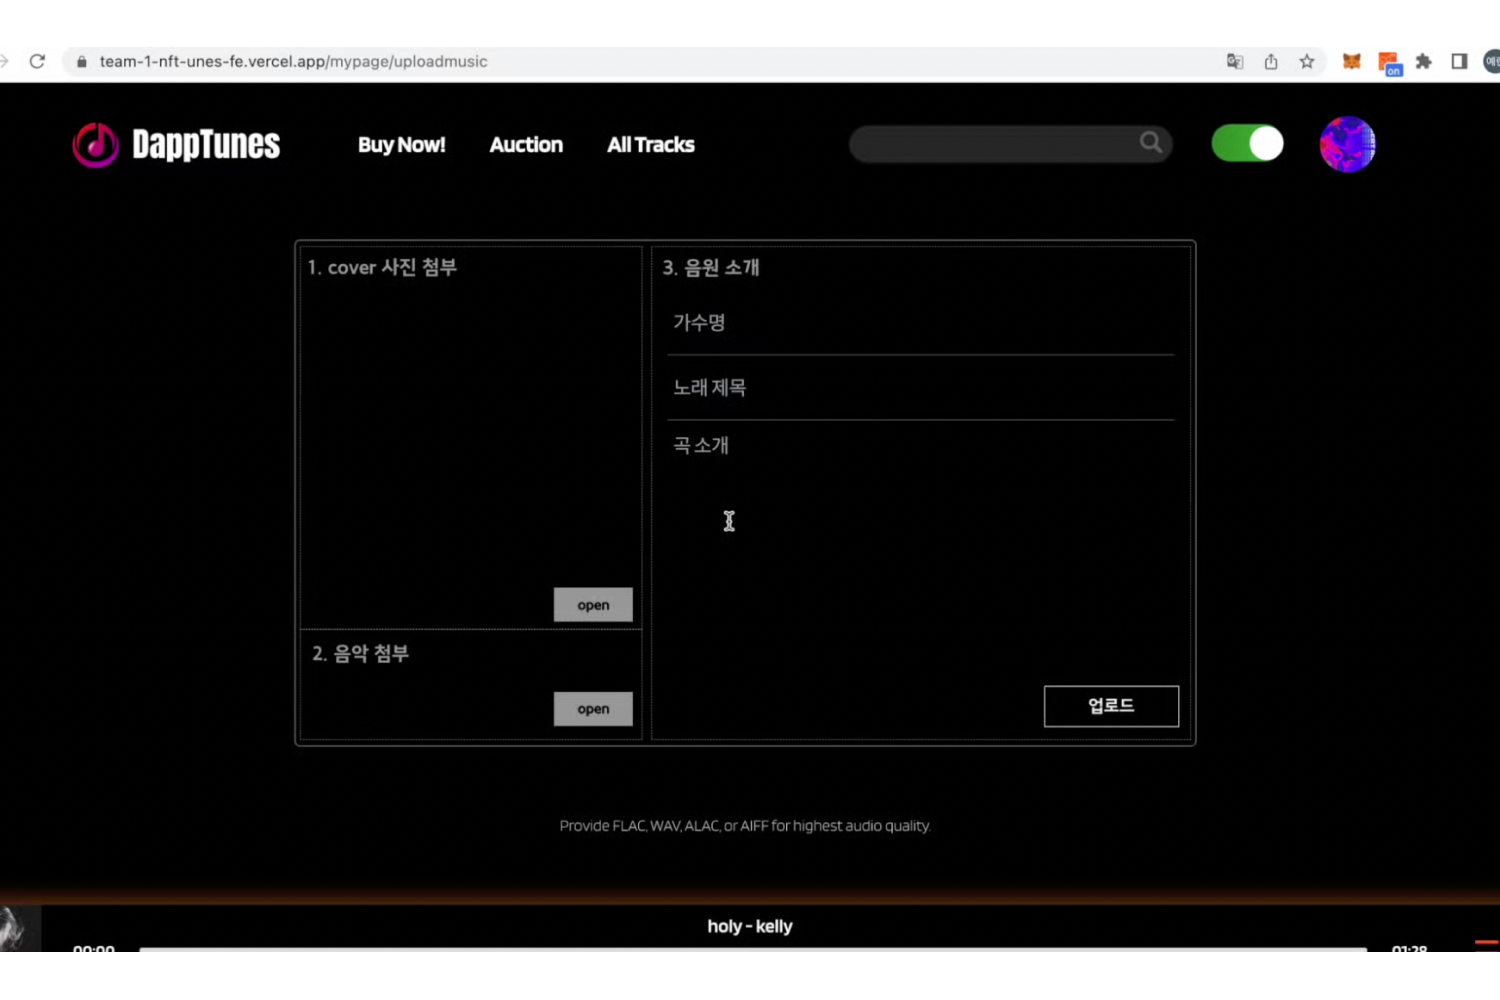 team-1-nft-unes-fe.vercel.app/mypage/uploadmusic
on
DappTunes
Buy Now!
Auction
All Tracks
1. cover 사진 첨부
open
2. 음악 첨부
open
3. 음원 소개
가수명
노래 제목
곡 소개
업로드
Provide FLAC, WAV, ALAC, or AIFF for highest audio quality.
holy - kelly
00:00
01:28